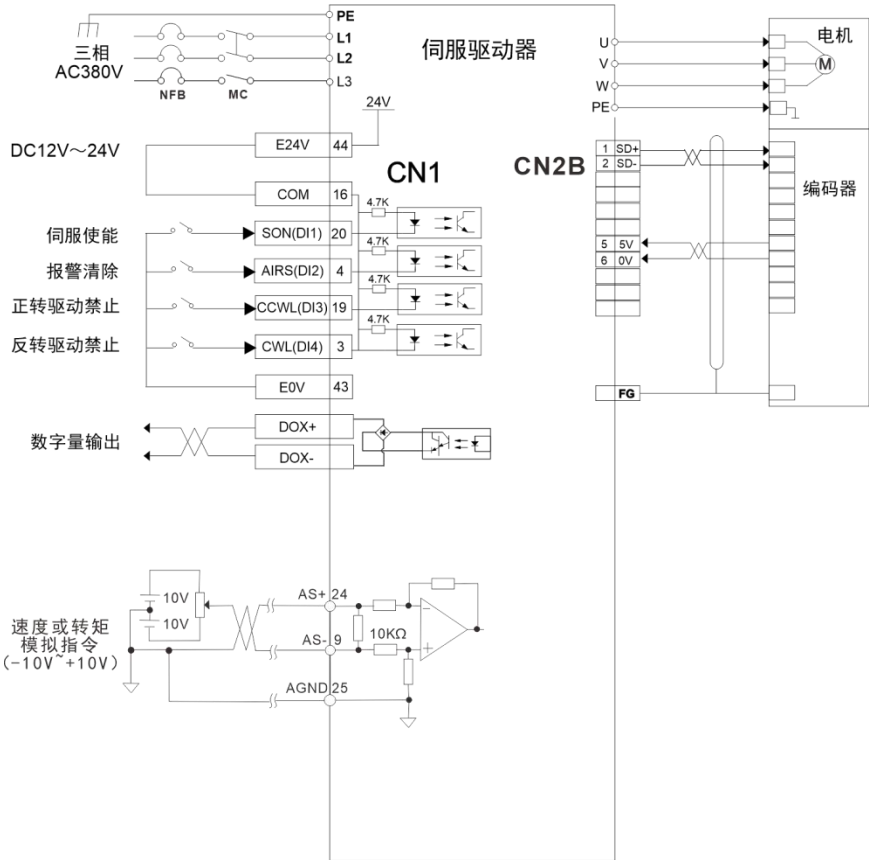 PE
三相
AC380V
L1
L2
L3
NFB
MC
伺服驱动器
U
V
W
PE
电机
M
24V
DC12V～24V
E24V 44
COM 16
CN1
CN2B
1 SD+
2 SD-
5 5V
6 0V
FG
编码器
4.7K
伺服使能
SON(DI1) 20
4.7K
报警清除
AIRS(DI2) 4
4.7K
正转驱动禁止
CCWL(DI3) 19
4.7K
反转驱动禁止
CWL(DI4) 3
E0V 43
数字量输出
DOX+
DOX-
10V
10V
速度或转矩
模拟指令
(-10V~+10V)
AS+ 24
AS- 9
10KΩ
AGND 25